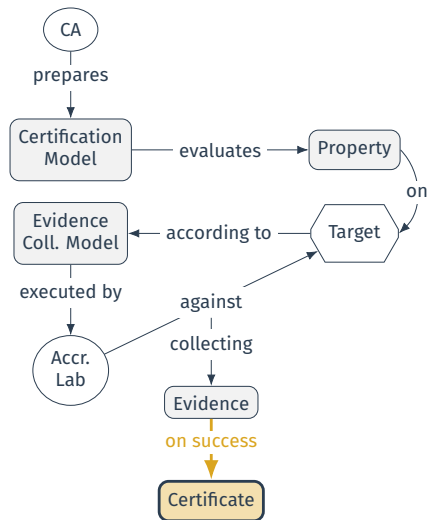 CA
prepares
Certification
Model
evaluates
Property
on
Target
according to
Evidence
Coll. Model
executed by
Accr.
Lab
against
collecting
Evidence
on success
Certificate